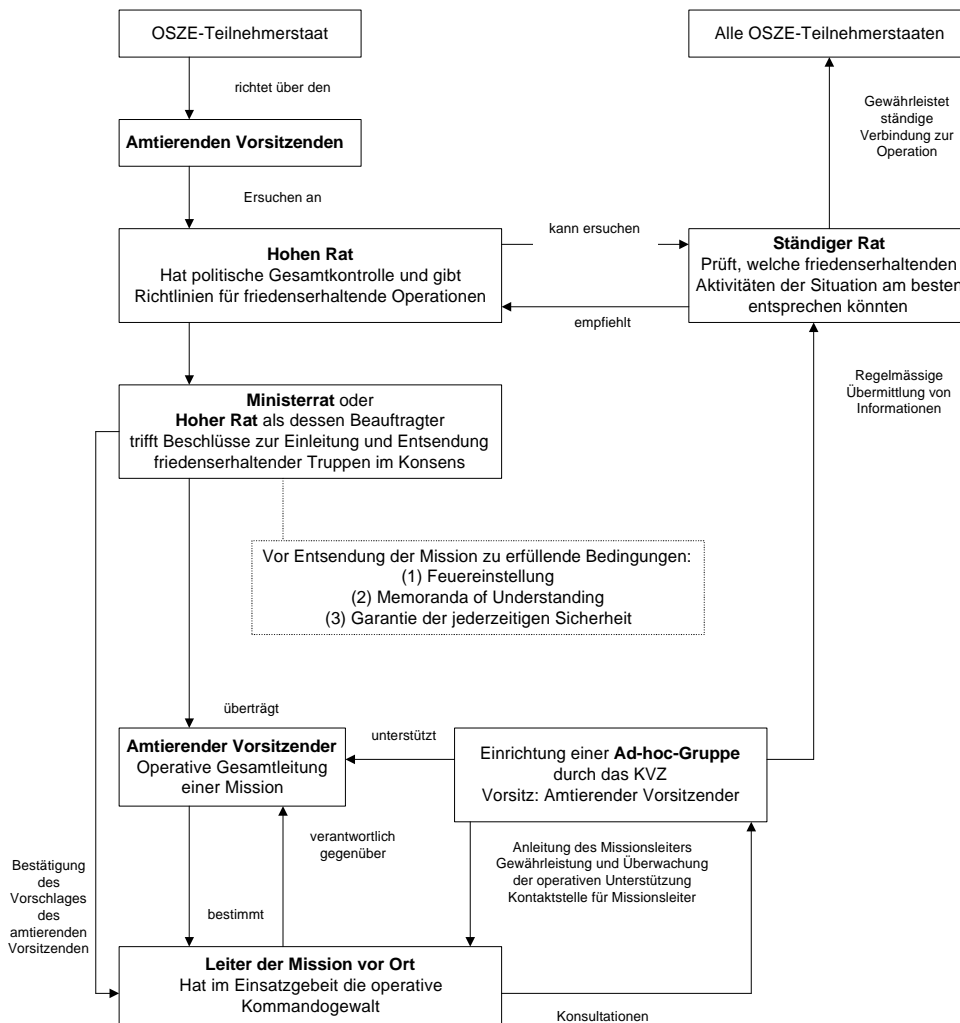 OSZE-Teilnehmerstaat
Alle OSZE-Teilnehmerstaaten
richtet über den
Gewährleistet
ständige
Verbindung zur
Operation
Amtierenden Vorsitzenden
Ersuchen an
Hohen Rat
Hat politische Gesamtkontrolle und gibt
Richtlinien für friedenserhaltende Operationen
kann ersuchen
Ständiger Rat
Prüft, welche friedenserhaltenden
Aktivitäten der Situation am besten
entsprechen könnten
empfiehlt
Regelmässige
Übermittlung von
Informationen
Ministerrat oder
Hoher Rat als dessen Beauftragter
trifft Beschlüsse zur Einleitung und Entsendung
friedenserhaltender Truppen im Konsens
Vor Entsendung der Mission zu erfüllende Bedingungen:
(1) Feuereinstellung
(2) Memoranda of Understanding
(3) Garantie der jederzeitigen Sicherheit
überträgt
Amtierender Vorsitzender
Operative Gesamtleitung
einer Mission
unterstützt
Einrichtung einer Ad-hoc-Gruppe
durch das KVZ
Vorsitz: Amtierender Vorsitzender
verantwortlich
gegenüber
Anleitung des Missionsleiters
Gewährleistung und Überwachung
der operativen Unterstützung
Kontaktstelle für Missionsleiter
Bestätigung
des
Vorschlages
des
amtierenden
Vorsitzenden
bestimmt
Leiter der Mission vor Ort
Hat im Einsatzgebeit die operative
Kommandogewalt
Konsultationen